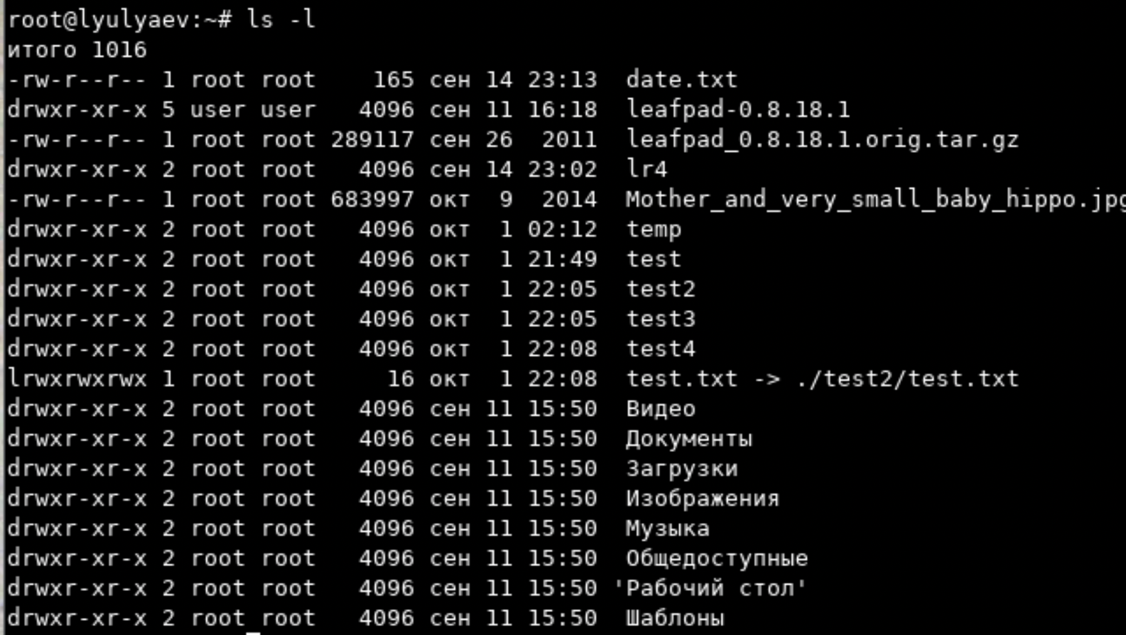 root@lyulyaev:~# ls -l
итого 1016
-rw-r--r-- 1 root root    165 сен 14 23:13  date.txt
drwxr-xr-x 5 user user   4096 сен 11 16:18  leafpad-0.8.18.1
-rw-r--r-- 1 root root 289117 сен 26  2011  leafpad_0.8.18.1.orig.tar.gz
drwxr-xr-x 2 root root   4096 сен 14 23:02  lr4
-rw-r--r-- 1 root root 683997 окт  9  2014  Mother_and_very_small_baby_hippo.jpg
drwxr-xr-x 2 root root   4096 окт  1 02:12  temp
drwxr-xr-x 2 root root   4096 окт  1 21:49  test
drwxr-xr-x 2 root root   4096 окт  1 22:05  test2
drwxr-xr-x 2 root root   4096 окт  1 22:05  test3
drwxr-xr-x 2 root root   4096 окт  1 22:08  test4
lrwxrwxrwx 1 root root     16 окт  1 22:08  test.txt -> ./test2/test.txt
drwxr-xr-x 2 root root   4096 сен 11 15:50  Видео
drwxr-xr-x 2 root root   4096 сен 11 15:50  Документы
drwxr-xr-x 2 root root   4096 сен 11 15:50  Загрузки
drwxr-xr-x 2 root root   4096 сен 11 15:50  Изображения
drwxr-xr-x 2 root root   4096 сен 11 15:50  Музыка
drwxr-xr-x 2 root root   4096 сен 11 15:50  Общедоступные
drwxr-xr-x 2 root root   4096 сен 11 15:50 'Рабочий стол'
drwxr-xr-x 2 root root   4096 сен 11 15:50  Шаблоны